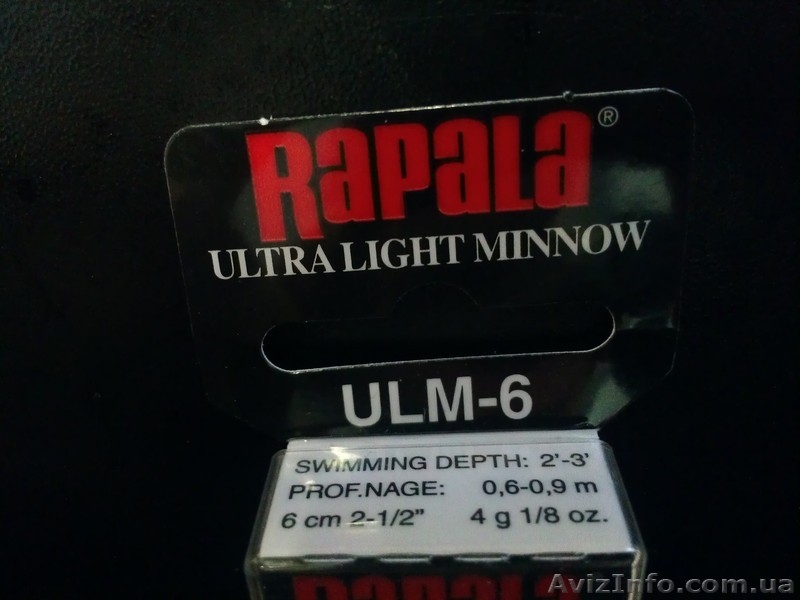 RAPALA®
ULTRA LIGHT MINNOW
ULM-6
SWIMMING DEPTH: 2'-3'
PROF.NAGE: 0,6-0,9 m
6 cm 2-1/2" 4 g 1/8 oz.
RAPALA
AvizInfo.com.ua